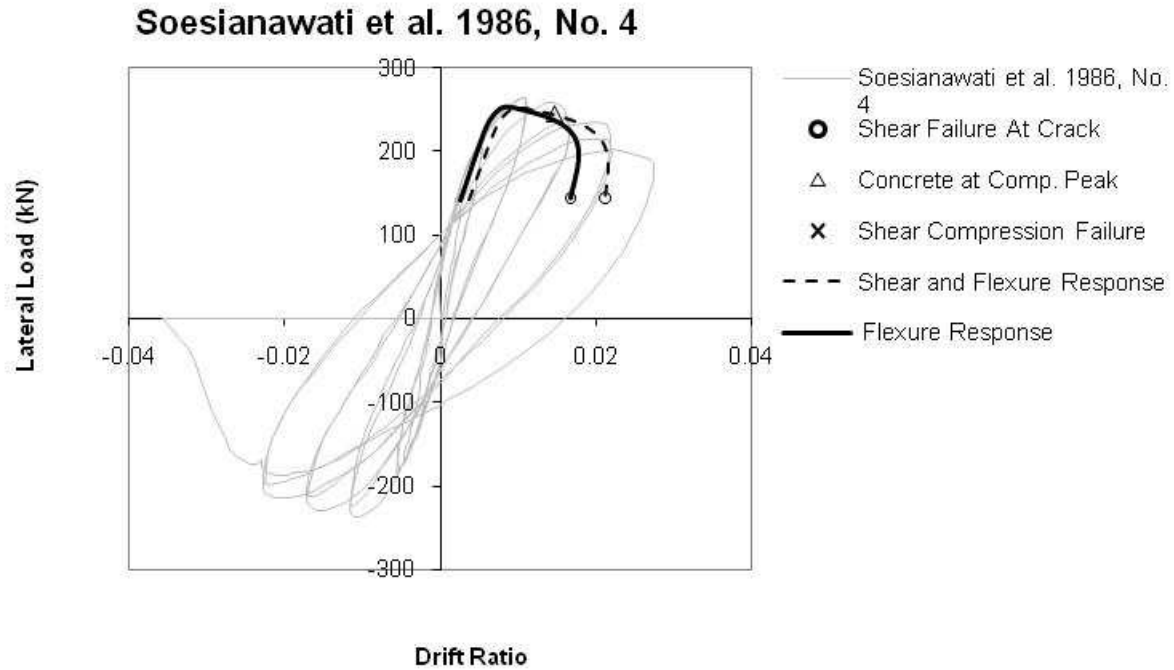 Soesianawati et al. 1986, No. 4
300
200
100
0
-100
-200
-300
-0.04
-0.02
0
0.02
0.04
Lateral Load (kN)
Drift Ratio
Soesianawati et al. 1986, No.
4
Shear Failure At Crack
Concrete at Comp. Peak
Shear Compression Failure
Shear and Flexure Response
Flexure Response